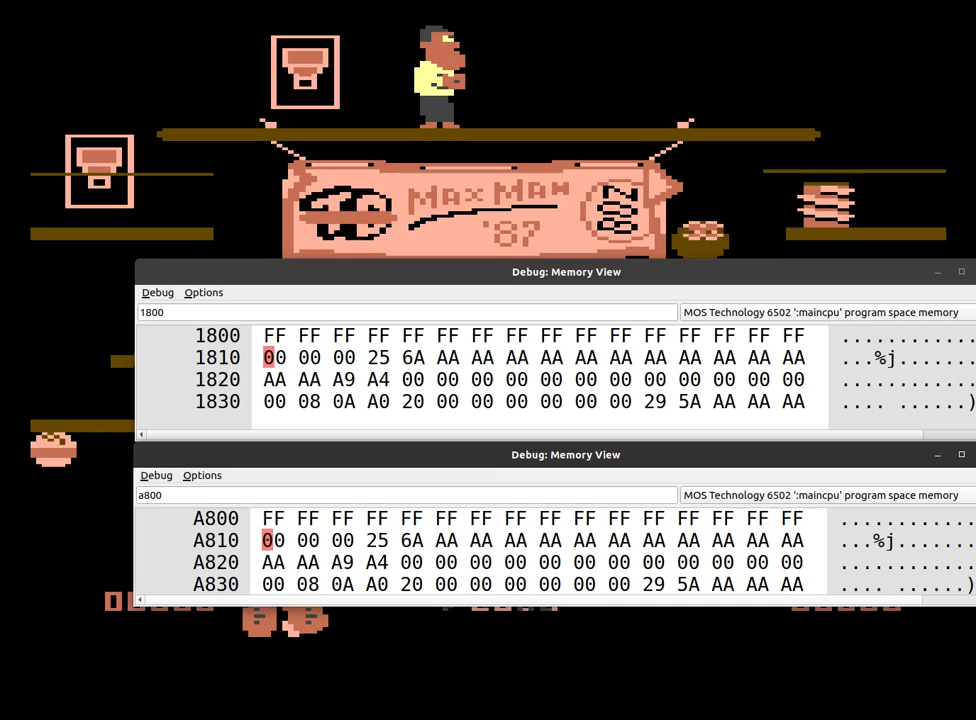 MAXMAN
87
Debug: Memory View
Debug Options
1800 MOS Technology 6502 ':maincpu' program space memory
1800 FF FF FF FF FF FF FF FF FF FF FF FF FF FF FF FF ............
1810 00 00 00 25 6A AA AA AA AA AA AA AA AA AA AA AA ...%j.......
1820 AA AA A9 A4 00 00 00 00 00 00 00 00 00 00 00 00 ............
1830 00 08 0A A0 20 00 00 00 00 00 00 29 5A AA AA AA .... ......)
Debug: Memory View
Debug Options
a800 MOS Technology 6502 ':maincpu' program space memory
A800 FF FF FF FF FF FF FF FF FF FF FF FF FF FF FF FF ............
A810 00 00 00 25 6A AA AA AA AA AA AA AA AA AA AA AA ...%j.......
A820 AA AA A9 A4 00 00 00 00 00 00 00 00 00 00 00 00 ............
A830 00 08 0A A0 20 00 00 00 00 00 00 29 5A AA AA AA .... ......)